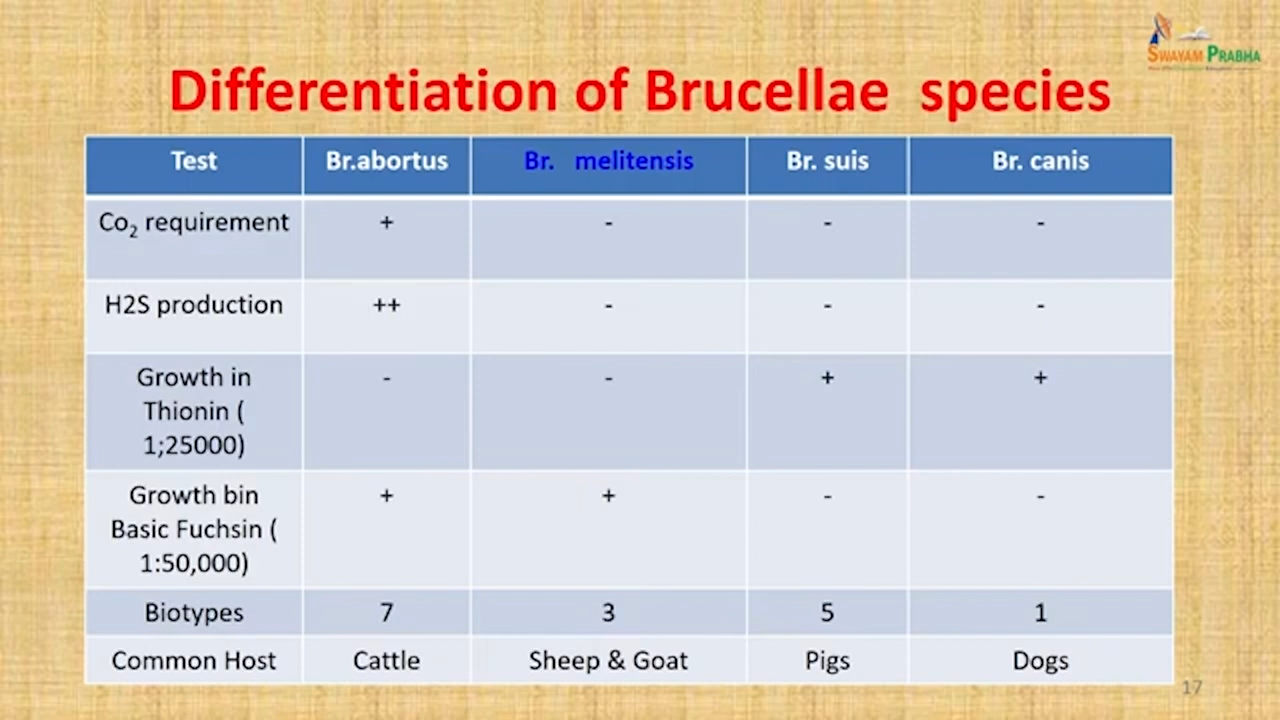 SWAYAM PRABHA
Differentiation of Brucellae species
Test Br.abortus Br. melitensis Br. suis Br. canis
Co2 requirement + - - -
H2S production ++ - - -
Growth in
Thionin (
1;25000)
- - + +
Growth bin
Basic Fuchsin (
1:50,000)
+ + - -
Biotypes 7 3 5 1
Common Host Cattle Sheep & Goat Pigs Dogs
17